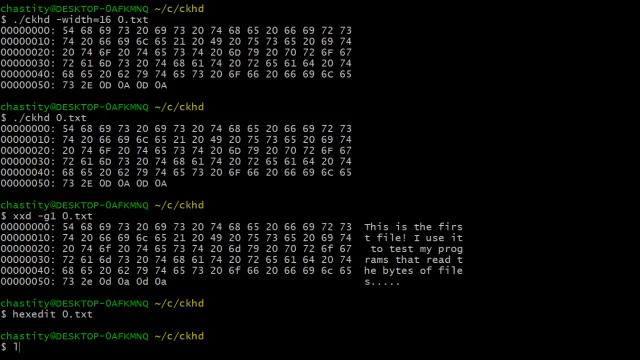 chastity@DESKTOP-0AFKMNQ ~/c/ckhd
$ ./ckhd -width=16 0.txt
00000000: 54 68 69 73 20 69 73 20 74 68 65 20 66 69 72 73
00000010: 74 20 66 69 6C 65 21 20 49 20 75 73 65 20 69 74
00000020: 20 74 6F 20 74 65 73 74 20 6D 79 20 70 72 6F 67
00000030: 72 61 6D 73 20 74 68 61 74 20 72 65 61 64 20 74
00000040: 68 65 20 62 79 74 65 73 20 6F 66 20 66 69 6C 65
00000050: 73 2E 0D 0A 0D 0A
chastity@DESKTOP-0AFKMNQ ~/c/ckhd
$ ./ckhd 0.txt
00000000: 54 68 69 73 20 69 73 20 74 68 65 20 66 69 72 73
00000010: 74 20 66 69 6C 65 21 20 49 20 75 73 65 20 69 74
00000020: 20 74 6F 20 74 65 73 74 20 6D 79 20 70 72 6F 67
00000030: 72 61 6D 73 20 74 68 61 74 20 72 65 61 64 20 74
00000040: 68 65 20 62 79 74 65 73 20 6F 66 20 66 69 6C 65
00000050: 73 2E 0D 0A 0D 0A
chastity@DESKTOP-0AFKMNQ ~/c/ckhd
$ xxd -g1 0.txt
00000000: 54 68 69 73 20 69 73 20 74 68 65 20 66 69 72 73 This is the firs
00000010: 74 20 66 69 6c 65 21 20 49 20 75 73 65 20 69 74 t file! I use it
00000020: 20 74 6f 20 74 65 73 74 20 6d 79 20 70 72 6f 67 to test my prog
00000030: 72 61 6d 73 20 74 68 61 74 20 72 65 61 64 20 74 rams that read t
00000040: 68 65 20 62 79 74 65 73 20 6f 66 20 66 69 6c 65 he bytes of file
00000050: 73 2e 0d 0a 0d 0a s.....
chastity@DESKTOP-0AFKMNQ ~/c/ckhd
$ hexedit 0.txt
chastity@DESKTOP-0AFKMNQ ~/c/ckhd
$ l